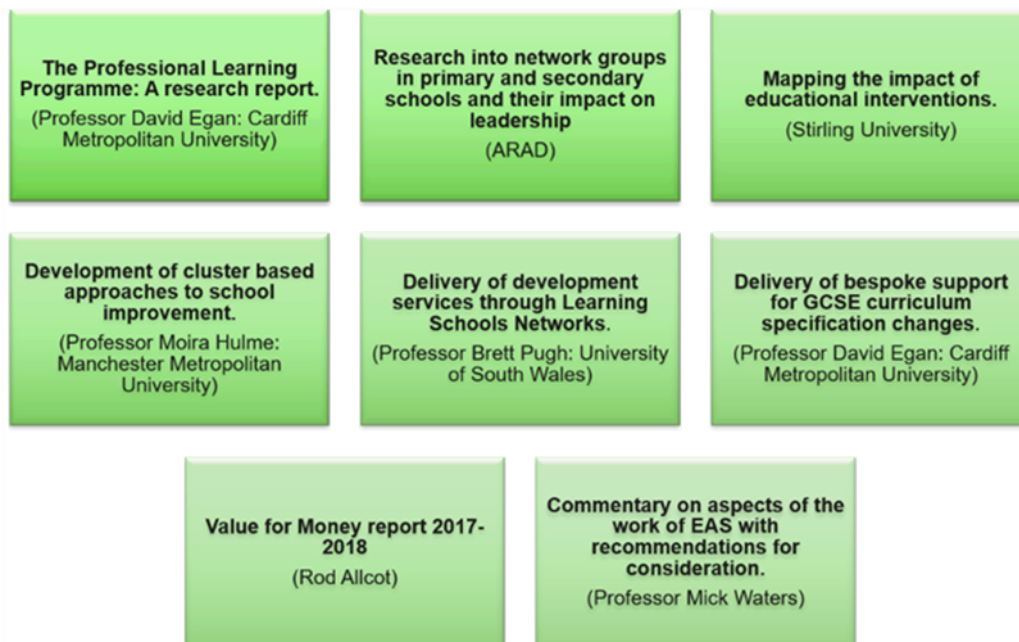 The Professional Learning
Programme: A research report.
(Professor David Egan: Cardiff
Metropolitan University)
Research into network groups
in primary and secondary
schools and their impact on
leadership
(ARAD)
Mapping the impact of
educational interventions.
(Stirling University)
Development of cluster based
approaches to school
improvement.
(Professor Moira Hulme:
Manchester Metropolitan
University)
Delivery of development
services through Learning
Schools Networks.
(Professor Brett Pugh: University
of South Wales)
Delivery of bespoke support
for GCSE curriculum
specification changes.
(Professor David Egan: Cardiff
Metropolitan University)
Value for Money report 2017-
2018
(Rod Allcot)
Commentary on aspects of the
work of EAS with
recommendations for
consideration.
(Professor Mick Waters)